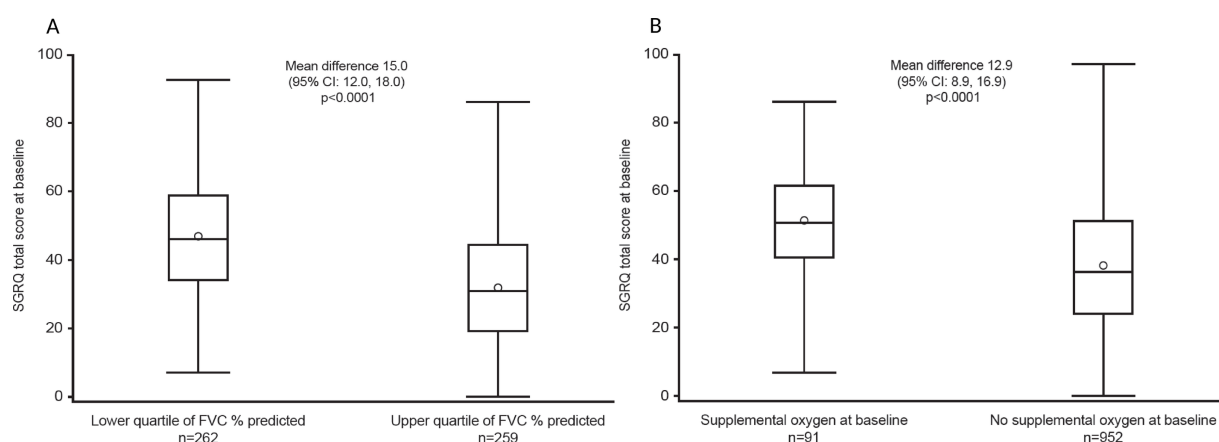 A
SGRQ total score at baseline
100
80
60
40
20
0
Mean difference 15.0
(95% CI: 12.0, 18.0)
p<0.0001
Lower quartile of FVC % predicted
n=262
Upper quartile of FVC % predicted
n=259
B
SGRQ total score at baseline
100
80
60
40
20
0
Mean difference 12.9
(95% CI: 8.9, 16.9)
p<0.0001
Supplemental oxygen at baseline
n=91
No supplemental oxygen at baseline
n=952